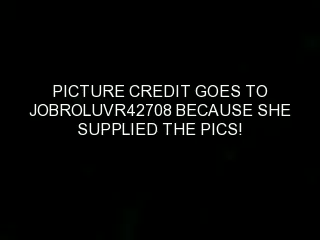 PICTURE CREDIT GOES TO
JOBROLUVR42708 BECAUSE SHE
SUPPLIED THE PICS!